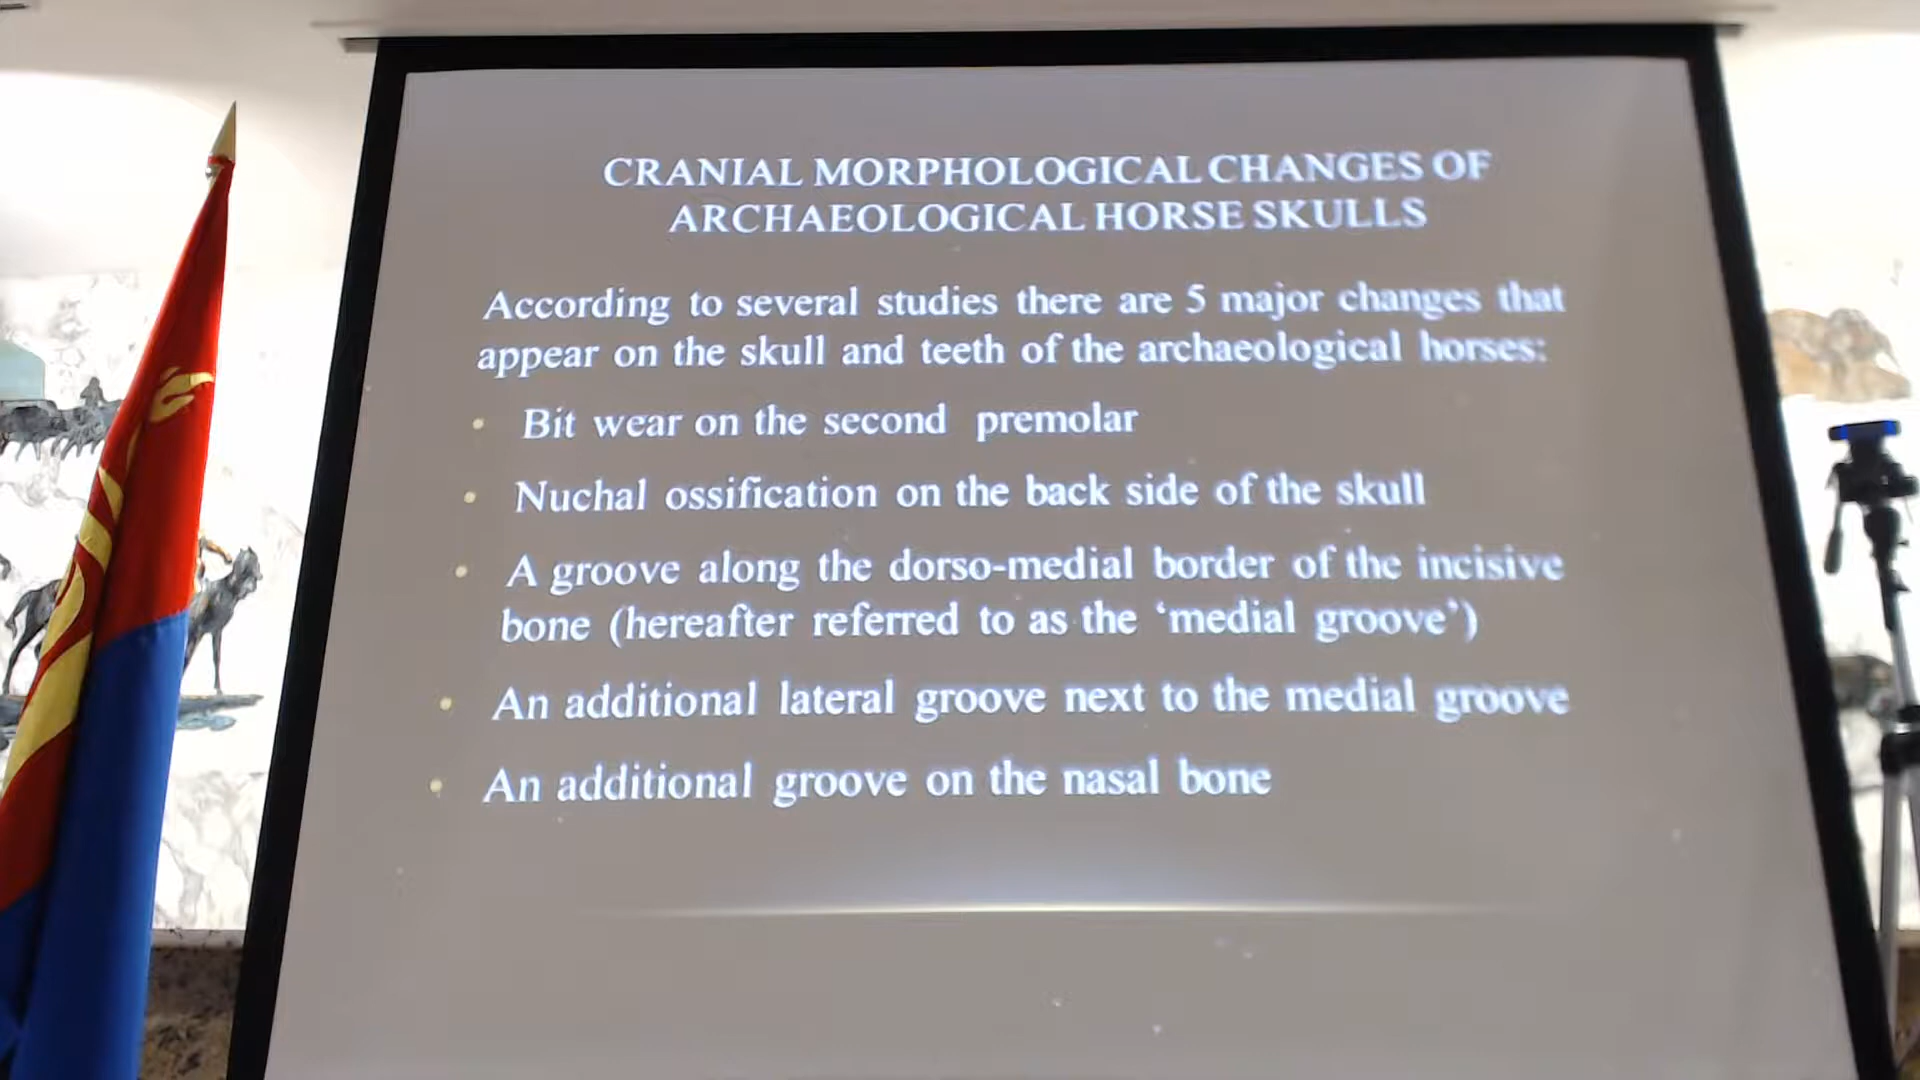 CRANIAL MORPHOLOGICAL CHANGES OF
ARCHAEOLOGICAL HORSE SKULLS
According to several studies there are 5 major changes that
appear on the skull and teeth of the archaeological horses:
• Bit wear on the second premolar
• Nuchal ossification on the back side of the skull
• A groove along the dorso-medial border of the incisive
bone (hereafter referred to as the ‘medial groove’)
• An additional lateral groove next to the medial groove
• An additional groove on the nasal bone